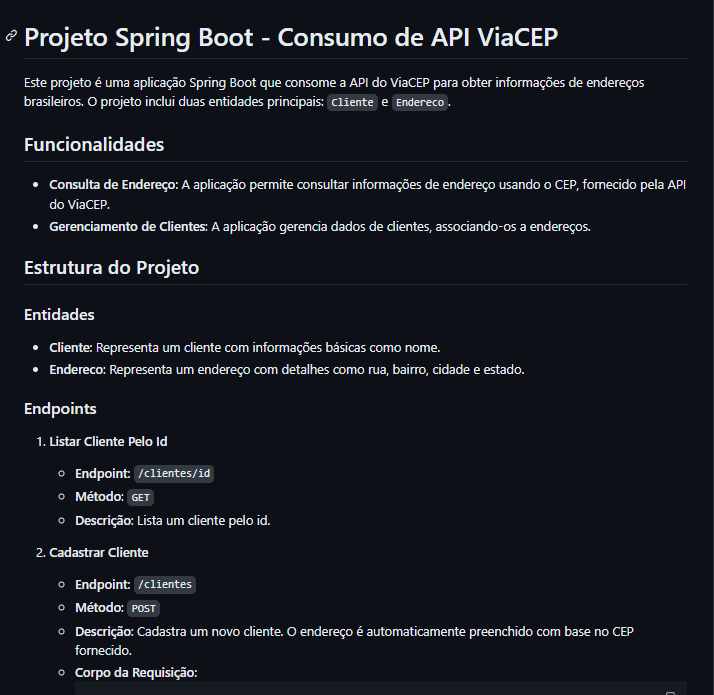 Projeto Spring Boot - Consumo de API ViaCEP
Este projeto é uma aplicação Spring Boot que consome a API do ViaCEP para obter informações de endereços
brasileiros. O projeto inclui duas entidades principais: Cliente e Endereco.
Funcionalidades
• Consulta de Endereço: A aplicação permite consultar informações de endereço usando o CEP, fornecido pela API
do ViaCEP.
• Gerenciamento de Clientes: A aplicação gerencia dados de clientes, associando-os a endereços.
Estrutura do Projeto
Entidades
• Cliente: Representa um cliente com informações básicas como nome.
• Endereco: Representa um endereço com detalhes como rua, bairro, cidade e estado.
Endpoints
1. Listar Cliente Pelo Id
○ Endpoint: /clientes/id
○ Método: GET
○ Descrição: Lista um cliente pelo id.
2. Cadastrar Cliente
○ Endpoint: /clientes
○ Método: POST
○ Descrição: Cadastra um novo cliente. O endereço é automaticamente preenchido com base no CEP
fornecido.
○ Corpo da Requisição: